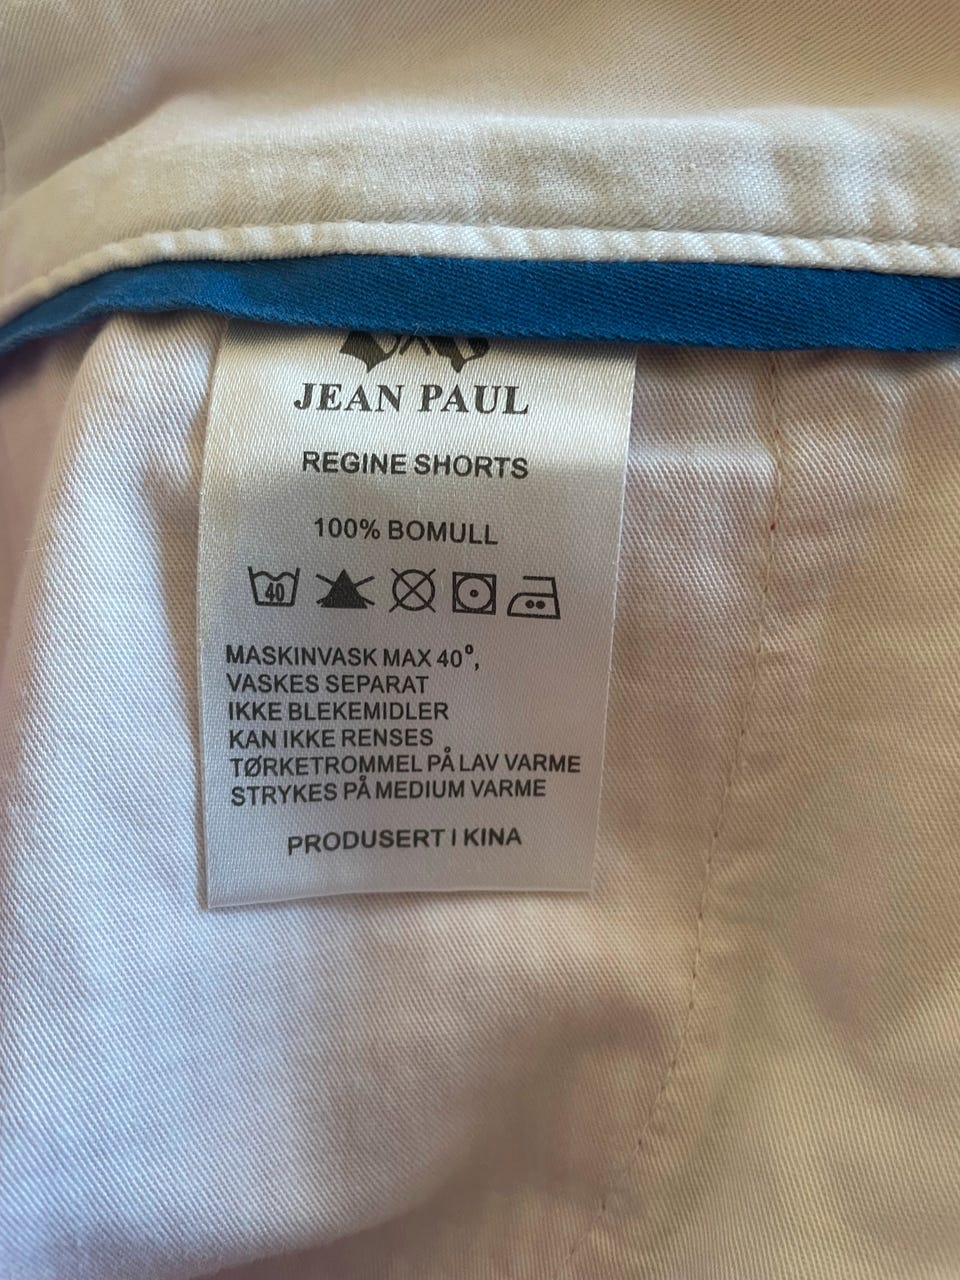 JEAN PAUL
REGINE SHORTS
100% BOMULL
40
MASKINVASK MAX 40°,
VASKES SEPARAT
IKKE BLEKEMIDLER
KAN IKKE RENSES
TØRKETROMMEL PÅ LAV VARME
STRYKES PÅ MEDIUM VARME
PRODUSERT I KINA